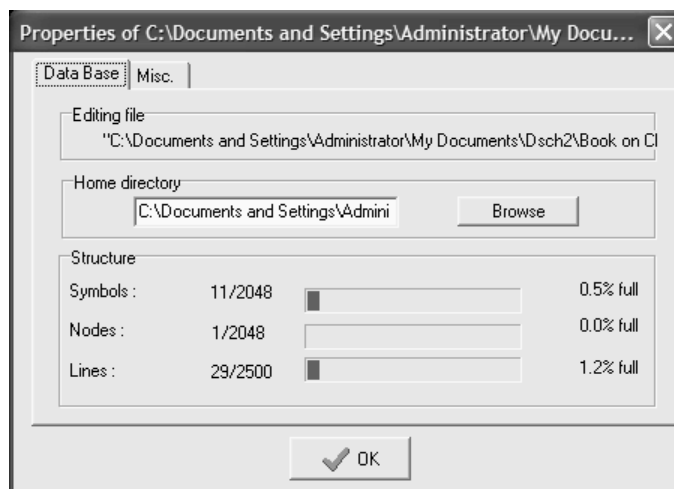 Properties of C:\Documents and Settings\Administrator\My Docu...
Data Base
Misc.
Editing file
"C:\Documents and Settings\Administrator\My Documents\Dsch2\Book on Cl
Home directory
C:\Documents and Settings\Admini
Browse
Structure
Symbols : 11/2048 0.5% full
Nodes : 1/2048 0.0% full
Lines : 29/2500 1.2% full
OK